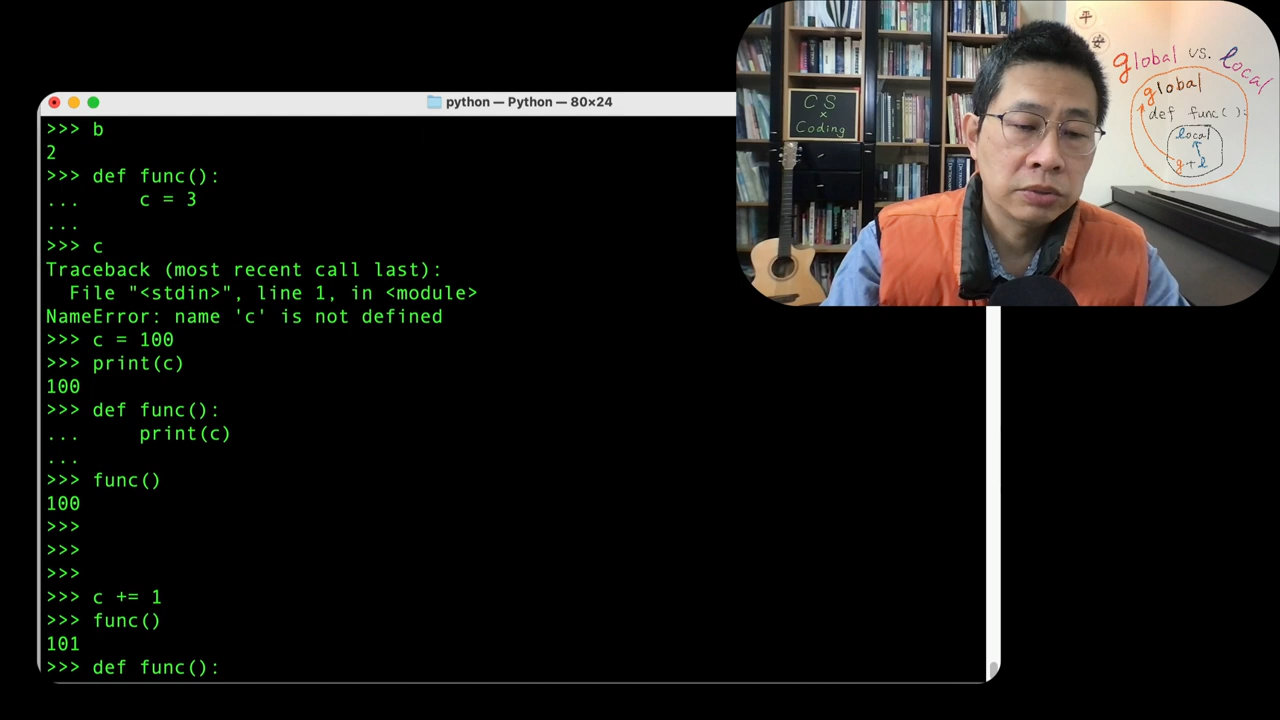 python — Python — 80×24
>>> b
2
>>> def func():
...     c = 3
...
>>> c
Traceback (most recent call last):
  File "<stdin>", line 1, in <module>
NameError: name 'c' is not defined
>>> c = 100
>>> print(c)
100
>>> def func():
...     print(c)
...
>>> func()
100
>>>
>>>
>>>
>>> c += 1
>>> func()
101
>>> def func():
CS
×
Coding
平
安
global vs. local
global
def func():
local
g+l